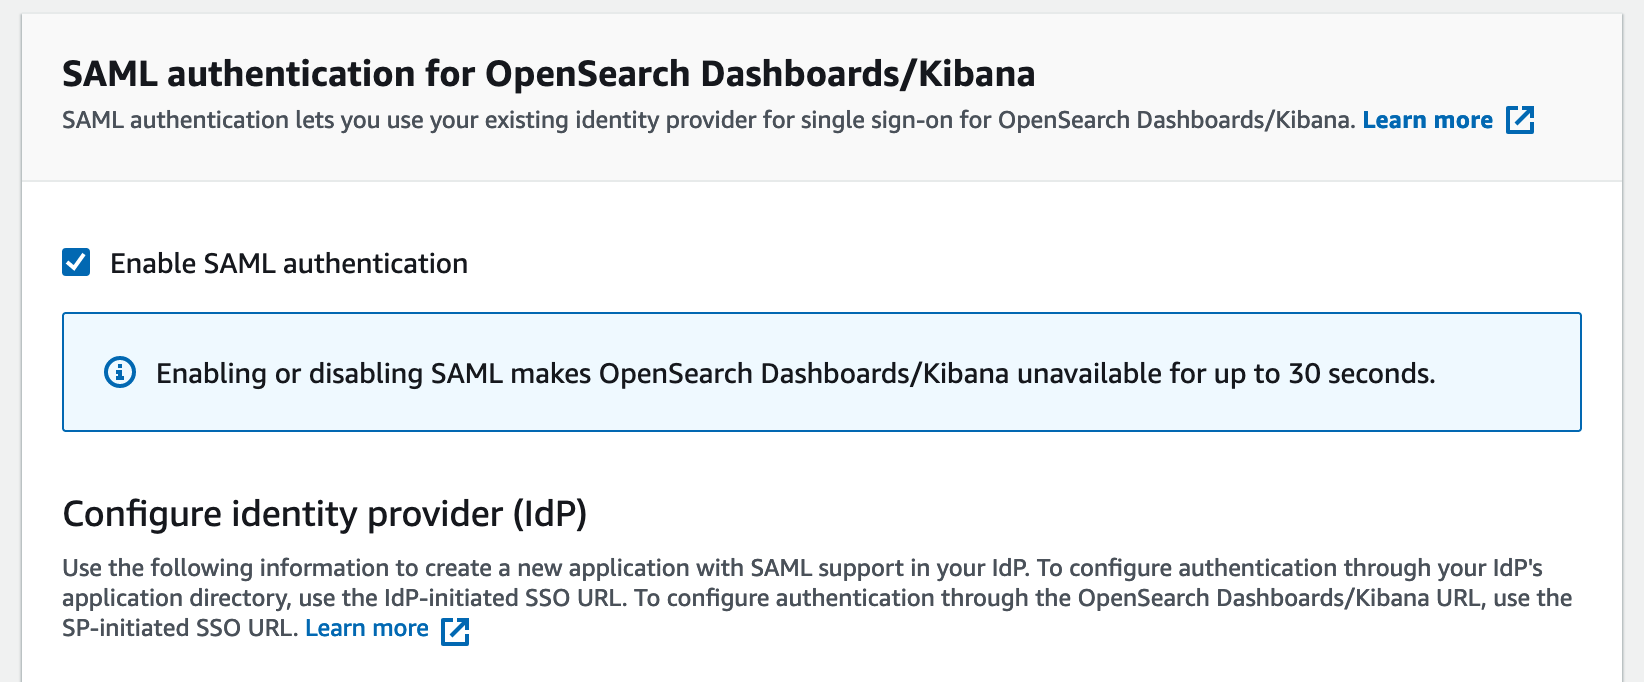 SAML authentication for OpenSearch Dashboards/Kibana
SAML authentication lets you use your existing identity provider for single sign-on for OpenSearch Dashboards/Kibana. Learn more
Enable SAML authentication
Enabling or disabling SAML makes OpenSearch Dashboards/Kibana unavailable for up to 30 seconds.
Configure identity provider (IdP)
Use the following information to create a new application with SAML support in your IdP. To configure authentication through your IdP's
application directory, use the IdP-initiated SSO URL. To configure authentication through the OpenSearch Dashboards/Kibana URL, use the
SP-initiated SSO URL. Learn more